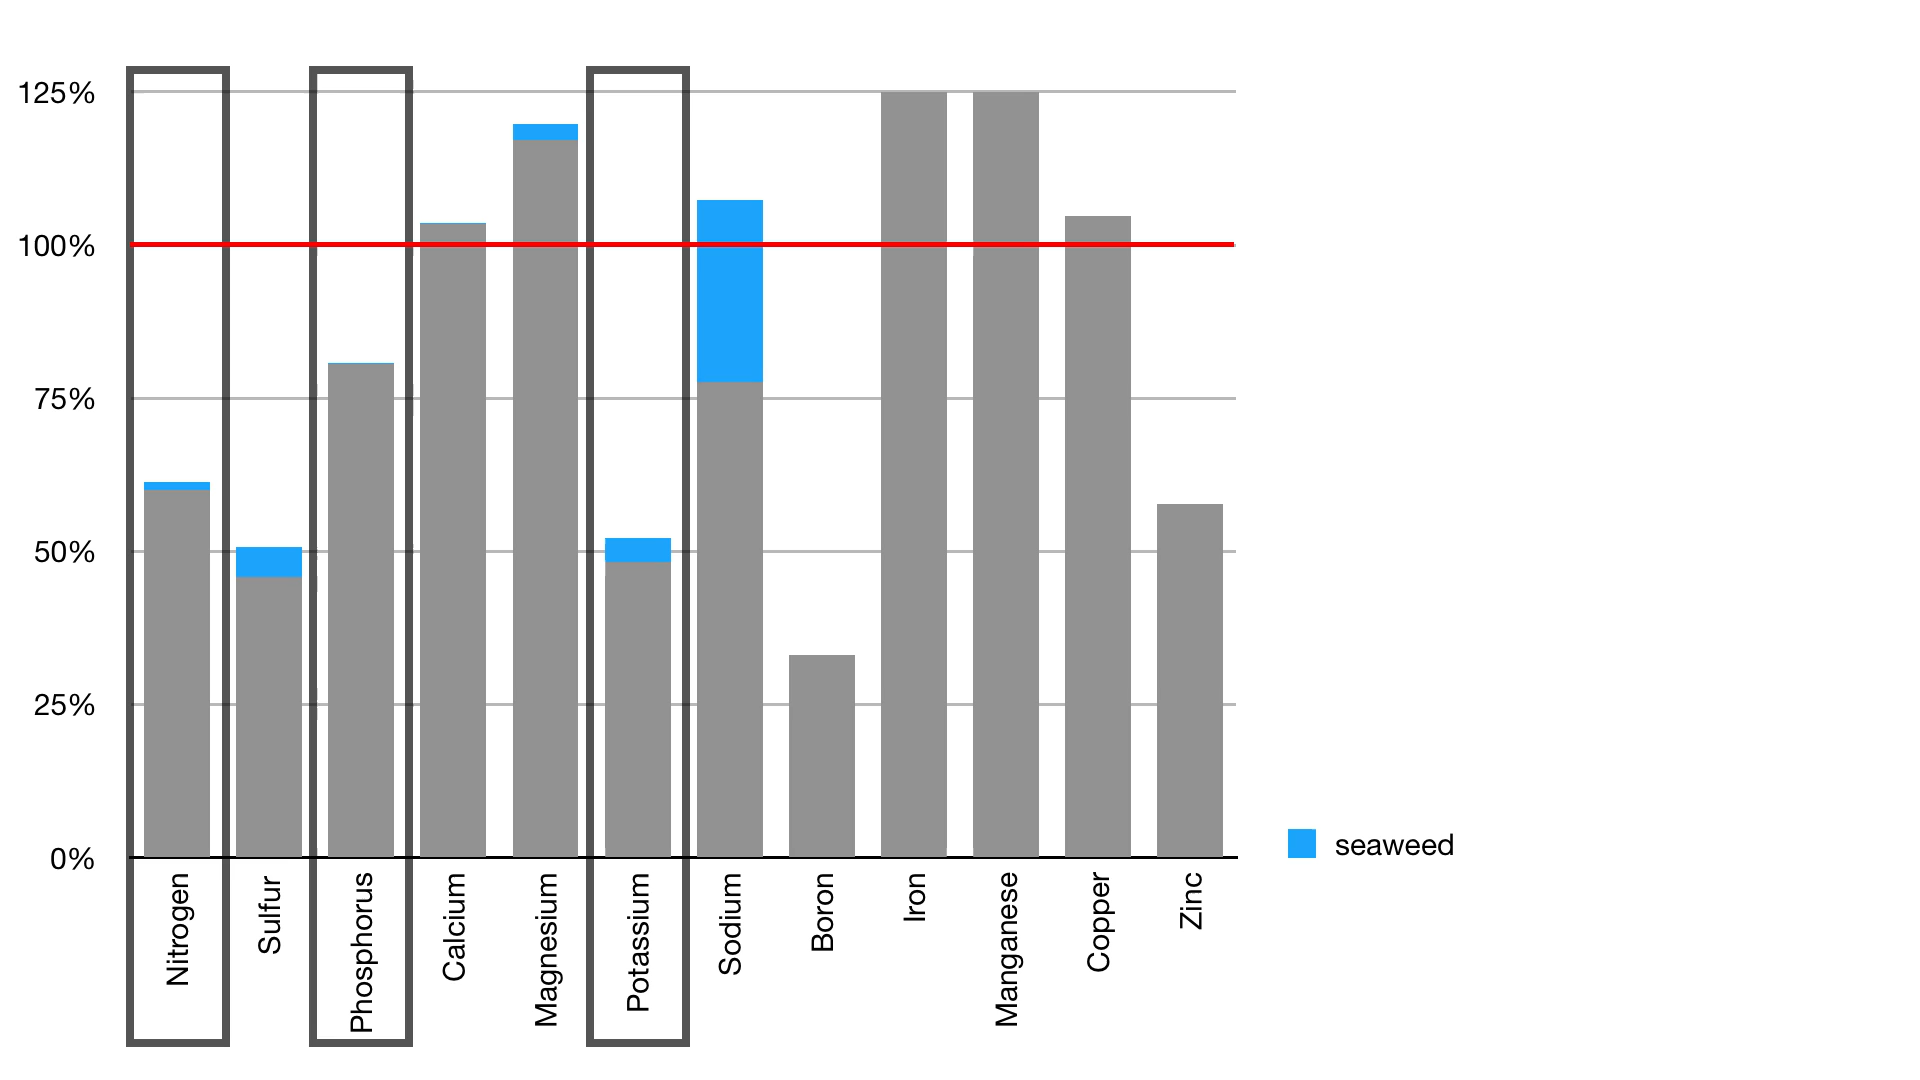 125%
100%
75%
50%
25%
0%
Nitrogen
Sulfur
Phosphorus
Calcium
Magnesium
Potassium
Sodium
Boron
Iron
Manganese
Copper
Zinc
seaweed